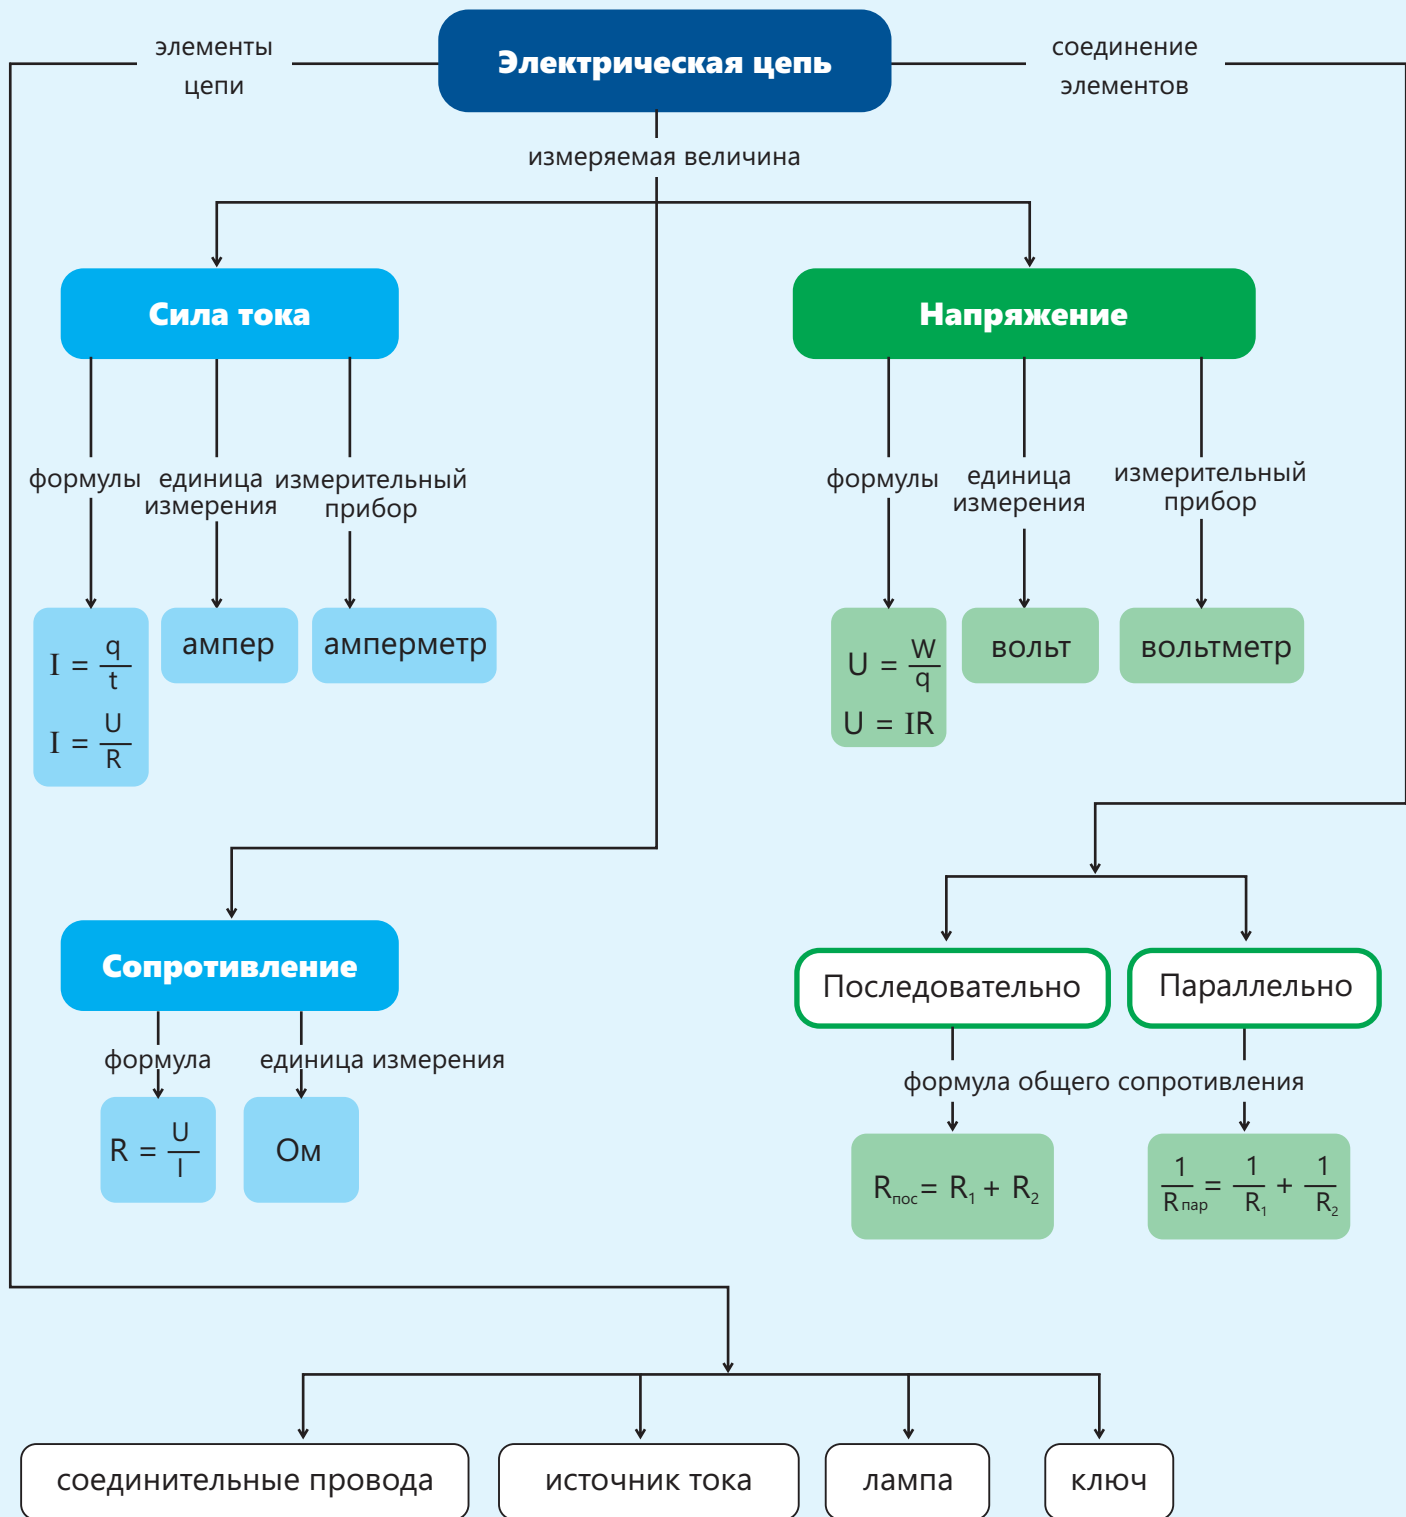 элементы
цепи
Электрическая цепь
соединение
элементов
измеряемая величина
Сила тока
формулы
единица
измерения
измерительный
прибор
I = q/t
I = U/R
ампер
амперметр
Напряжение
формулы
единица
измерения
измерительный
прибор
U = W/q
U = IR
вольт
вольтметр
Сопротивление
формула
единица измерения
R = U/I
Ом
Последовательно
Параллельно
формула общего сопротивления
Rпос = R₁ + R₂
1/Rпар = 1/R₁ + 1/R₂
соединительные провода
источник тока
лампа
ключ